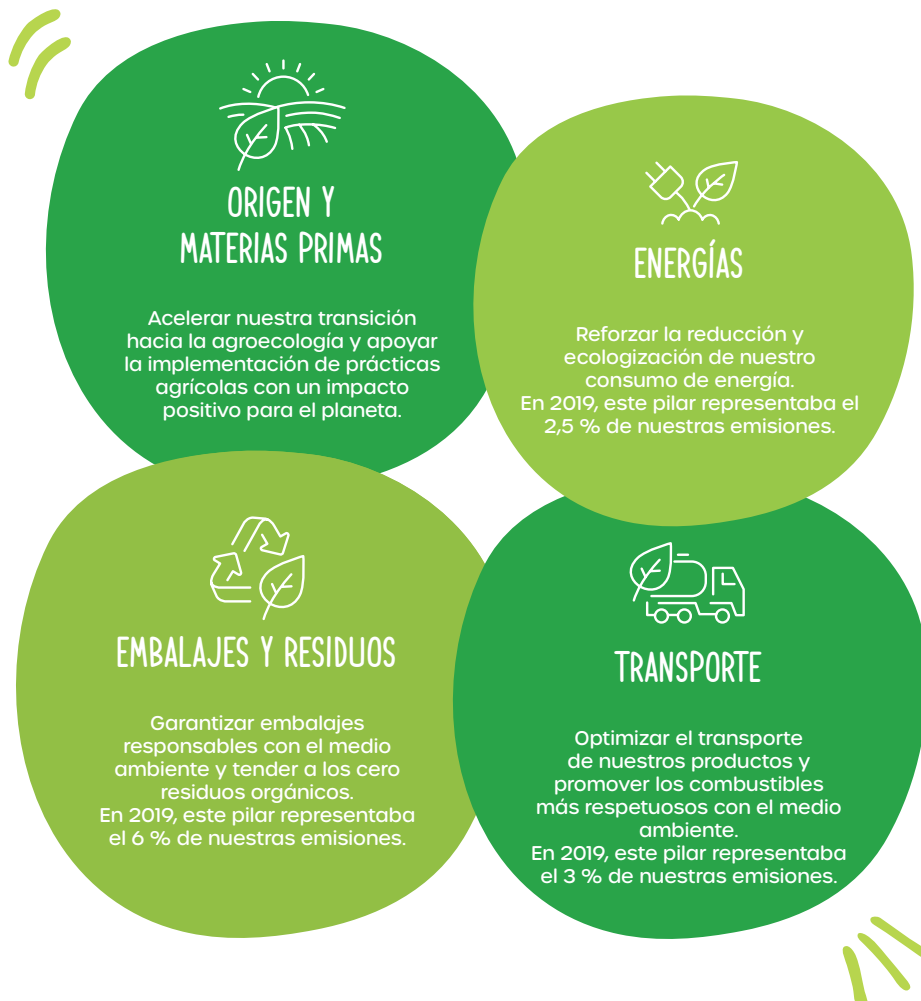 ORIGEN Y
MATERIAS PRIMAS
Acelerar nuestra transición
hacia la agroecología y apoyar
la implementación de prácticas
agrícolas con un impacto
positivo para el planeta.
ENERGÍAS
Reforzar la reducción y
ecologización de nuestro
consumo de energía.
En 2019, este pilar representaba el
2,5 % de nuestras emisiones.
EMBALAJES Y RESIDUOS
Garantizar embalajes
responsables con el medio
ambiente y tender a los cero
residuos orgánicos.
En 2019, este pilar representaba
el 6 % de nuestras emisiones.
TRANSPORTE
Optimizar el transporte
de nuestros productos y
promover los combustibles
más respetuosos con el medio
ambiente.
En 2019, este pilar representaba
el 3 % de nuestras emisiones.